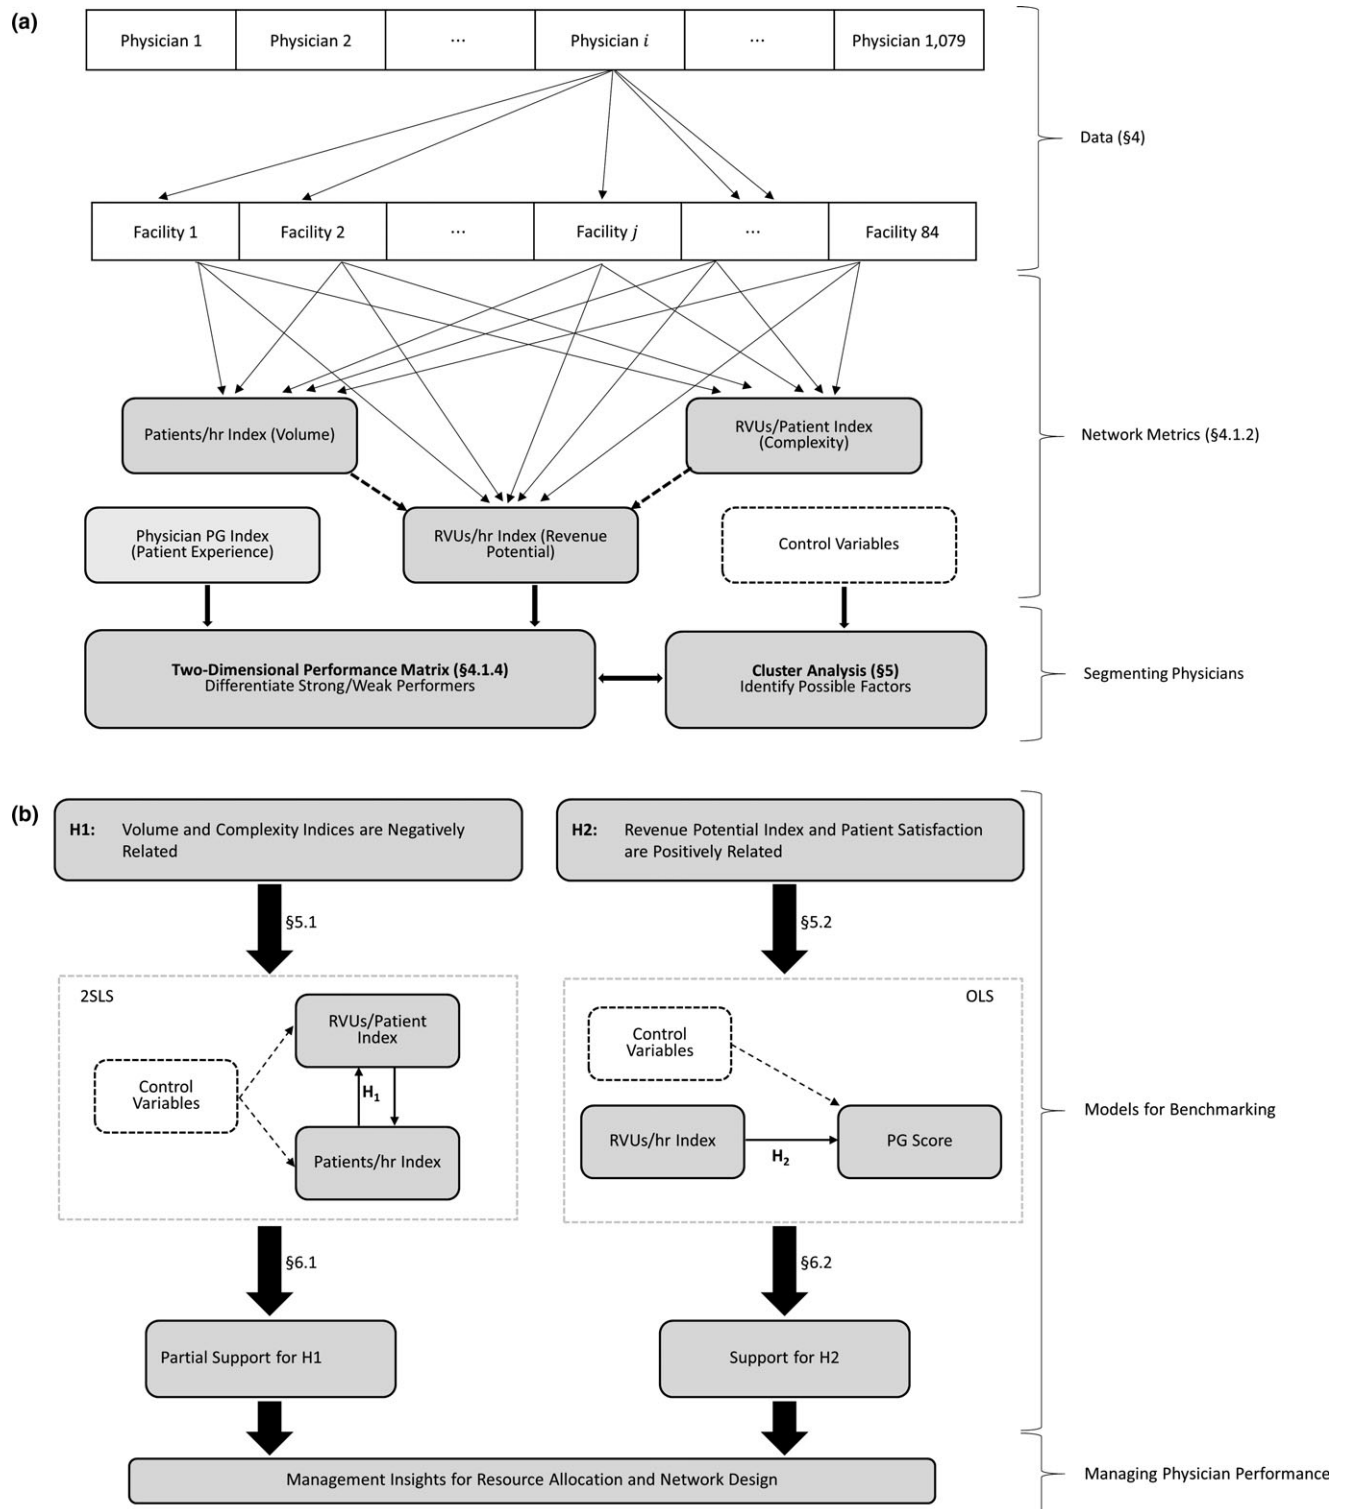 (a)
Physician 1
Physician 2
...
Physician i
...
Physician 1,079
Data (§4)
Facility 1
Facility 2
...
Facility j
...
Facility 84
Patients/hr Index (Volume)
RVUs/Patient Index
(Complexity)
Network Metrics (§4.1.2)
Physician PG Index
(Patient Experience)
RVUs/hr Index (Revenue
Potential)
Control Variables
Two-Dimensional Performance Matrix (§4.1.4)
Differentiate Strong/Weak Performers
Cluster Analysis (§5)
Identify Possible Factors
Segmenting Physicians
(b)
H1: Volume and Complexity Indices are Negatively
Related
H2: Revenue Potential Index and Patient Satisfaction
are Positively Related
§5.1
§5.2
2SLS
RVUs/Patient
Index
Control
Variables
H1
Patients/hr Index
OLS
Control
Variables
RVUs/hr Index
H2
PG Score
Models for Benchmarking
§6.1
§6.2
Partial Support for H1
Support for H2
Management Insights for Resource Allocation and Network Design
Managing Physician Performance